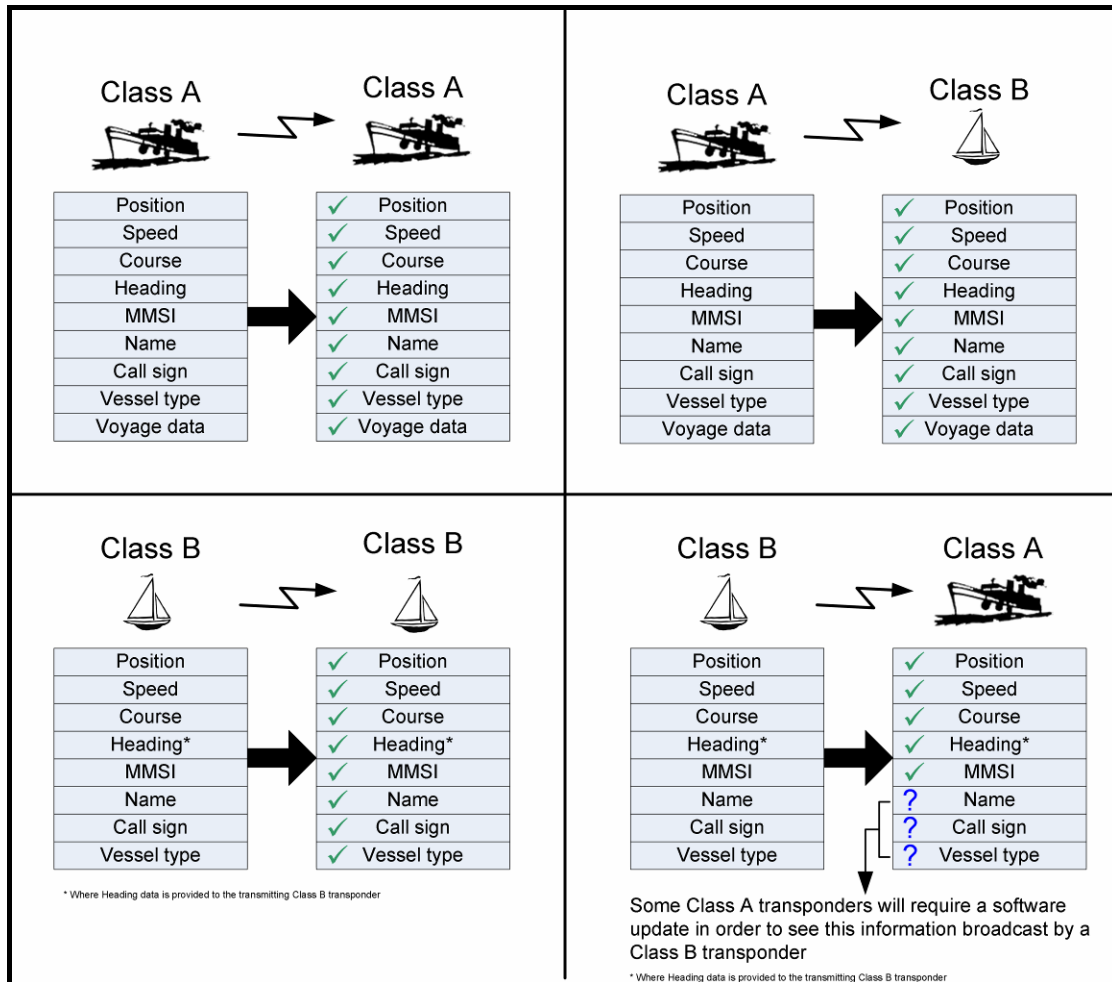 Class A
Class A
Position
Speed
Course
Heading
MMSI
Name
Call sign
Vessel type
Voyage data
Position
Speed
Course
Heading
MMSI
Name
Call sign
Vessel type
Voyage data
Class A
Class B
Position
Speed
Course
Heading
MMSI
Name
Call sign
Vessel type
Voyage data
Position
Speed
Course
Heading
MMSI
Name
Call sign
Vessel type
Voyage data
Class B
Class B
Position
Speed
Course
Heading*
MMSI
Name
Call sign
Vessel type
Position
Speed
Course
Heading*
MMSI
Name
Call sign
Vessel type
* Where Heading data is provided to the transmitting Class B transponder
Class B
Class A
Position
Speed
Course
Heading*
MMSI
Name
Call sign
Vessel type
Position
Speed
Course
Heading*
MMSI
? Name
? Call sign
? Vessel type
Some Class A transponders will require a software
update in order to see this information broadcast by a
Class B transponder
* Where Heading data is provided to the transmitting Class B transponder